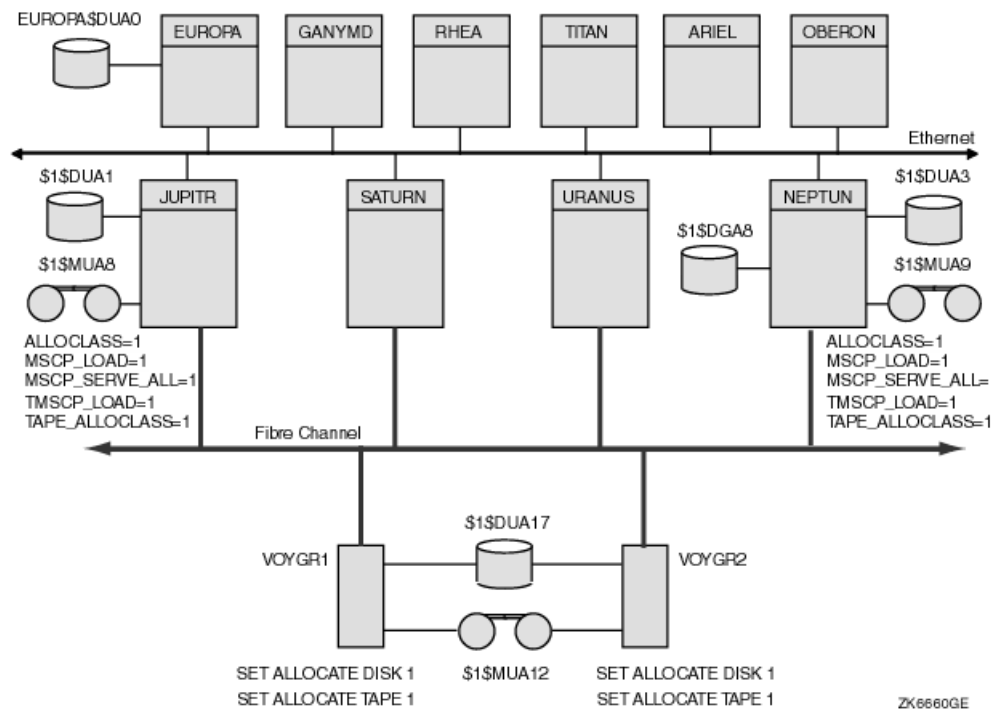 EUROPA$DUA0
EUROPA
GANYMD
RHEA
TITAN
ARIEL
OBERON
Ethernet
$1$DUA1
JUPITR
SATURN
URANUS
NEPTUN
$1$DUA3
$1$DGA8
$1$MUA8
$1$MUA9
ALLOCLASS=1
MSCP_LOAD=1
MSCP_SERVE_ALL=1
TMSCP_LOAD=1
TAPE_ALLOCLASS=1
ALLOCLASS=1
MSCP_LOAD=1
MSCP_SERVE_ALL=
TMSCP_LOAD=1
TAPE_ALLOCLASS=1
Fibre Channel
$1$DUA17
VOYGR1
VOYGR2
$1$MUA12
SET ALLOCATE DISK 1
SET ALLOCATE TAPE 1
SET ALLOCATE DISK 1
SET ALLOCATE TAPE 1
ZK6660GE